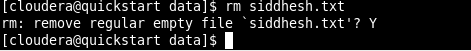 [cloudera@quickstart data]$ rm siddhesh.txt
rm: remove regular empty file `siddhesh.txt'? Y
[cloudera@quickstart data]$